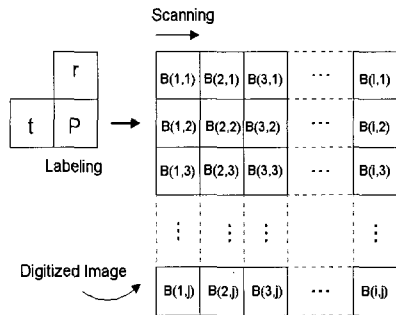 Scanning
r
t P
Labeling
B(1,1) B(2,1) B(3,1) ... B(i,1)
B(1,2) B(2,2) B(3,2) ... B(i,2)
B(1,3) B(2,3) B(3,3) ... B(i,3)
Digitized Image
B(1,j) B(2,j) B(3,j) ... B(i,j)